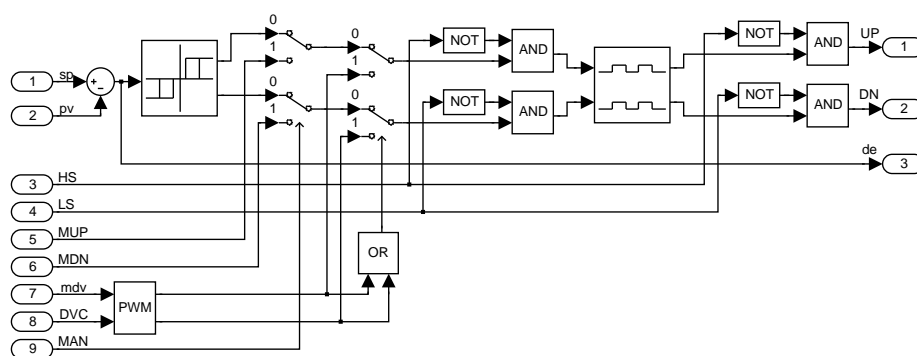 0
0
NOT
AND
NOT
AND
UP
1
1
1
1
sp
+
−
2
pv
0
0
1
1
NOT
AND
NOT
AND
DN
2
de
3
3
HS
4
LS
5
MUP
6
MDN
OR
7
mdv
PWM
8
DVC
9
MAN